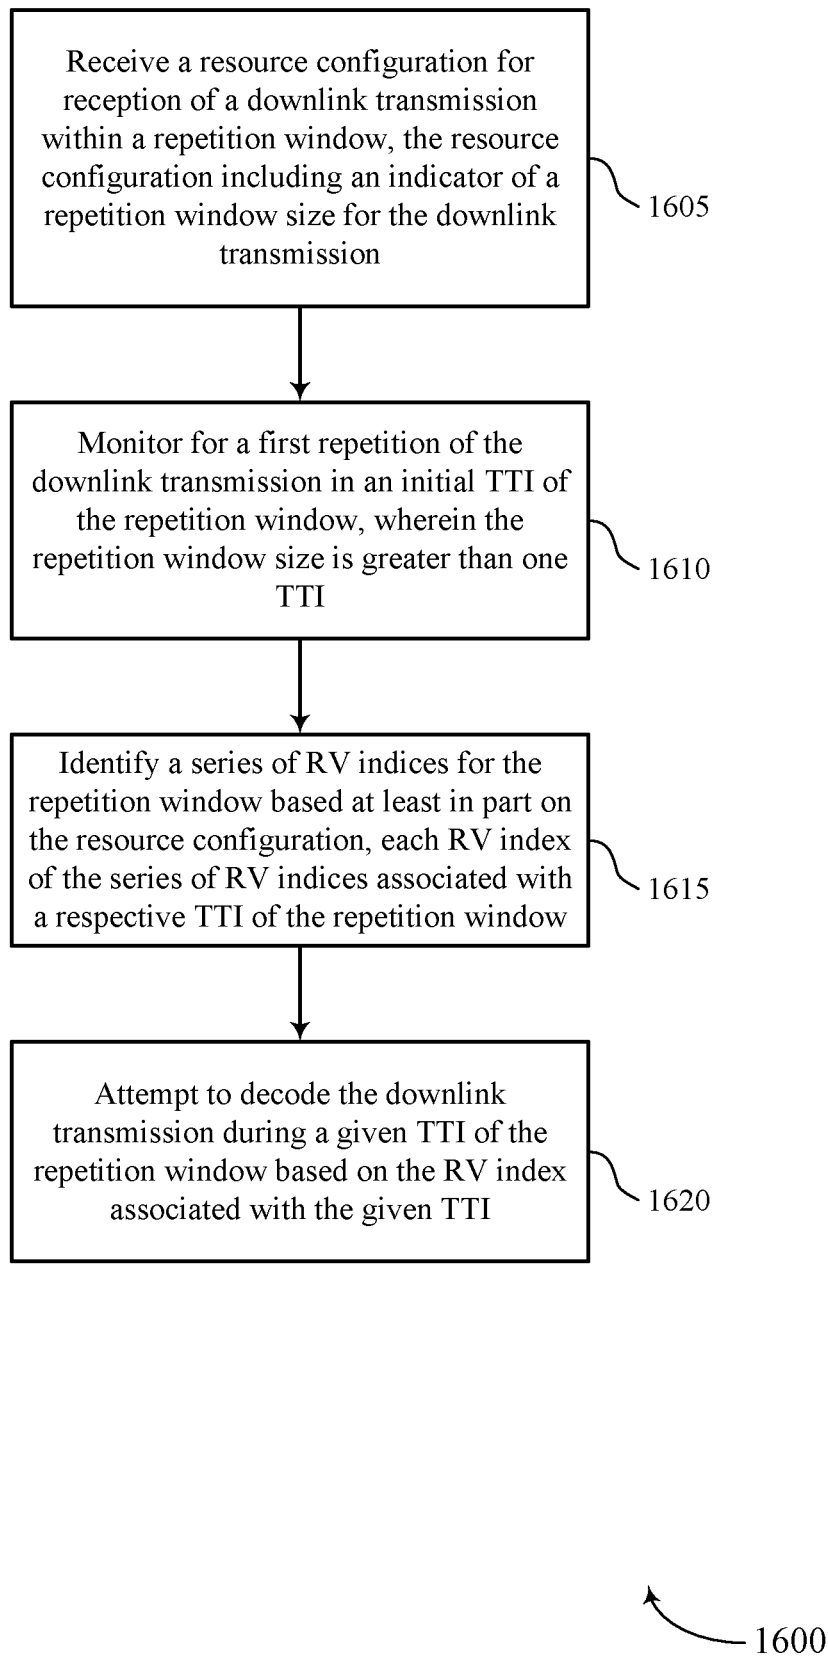 Receive a resource configuration for
reception of a downlink transmission
within a repetition window, the resource
configuration including an indicator of a
repetition window size for the downlink
transmission
1605
Monitor for a first repetition of the
downlink transmission in an initial TTI of
the repetition window, wherein the
repetition window size is greater than one
TTI
1610
Identify a series of RV indices for the
repetition window based at least in part on
the resource configuration, each RV index
of the series of RV indices associated with
a respective TTI of the repetition window
1615
Attempt to decode the downlink
transmission during a given TTI of the
repetition window based on the RV index
associated with the given TTI
1620
1600